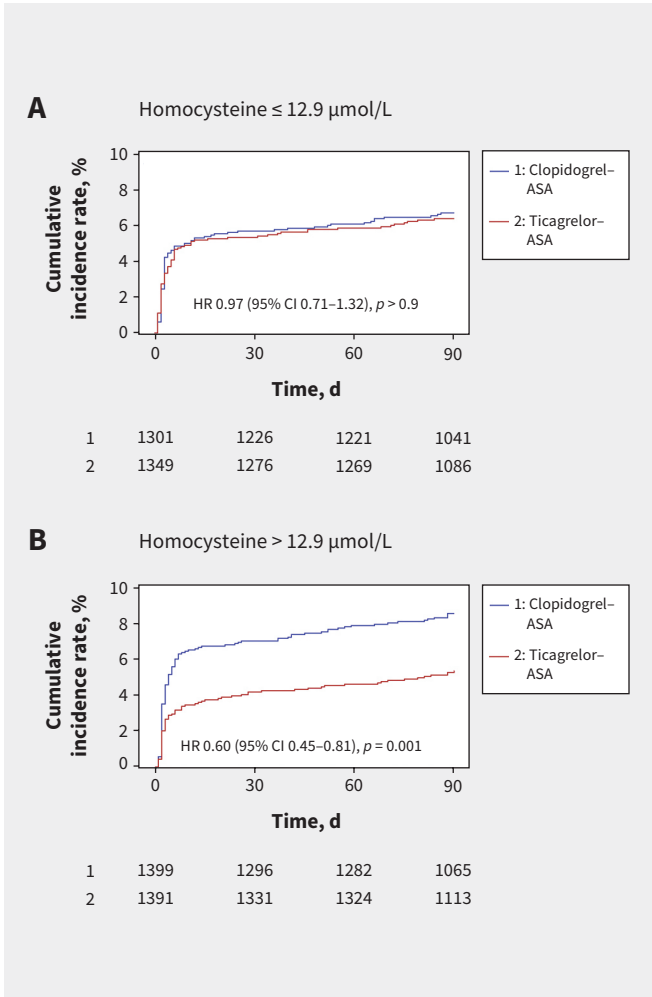 A
Homocysteine ≤ 12.9 μmol/L
Cumulative
incidence rate, %
10
8
6
4
2
0
HR 0.97 (95% CI 0.71–1.32), p > 0.9
0 30 60 90
Time, d
1: Clopidogrel–
ASA
2: Ticagrelor–
ASA
1 1301 1226 1221 1041
2 1349 1276 1269 1086
B
Homocysteine > 12.9 μmol/L
Cumulative
incidence rate, %
10
8
6
4
2
0
HR 0.60 (95% CI 0.45–0.81), p = 0.001
0 30 60 90
Time, d
1: Clopidogrel–
ASA
2: Ticagrelor–
ASA
1 1399 1296 1282 1065
2 1391 1331 1324 1113